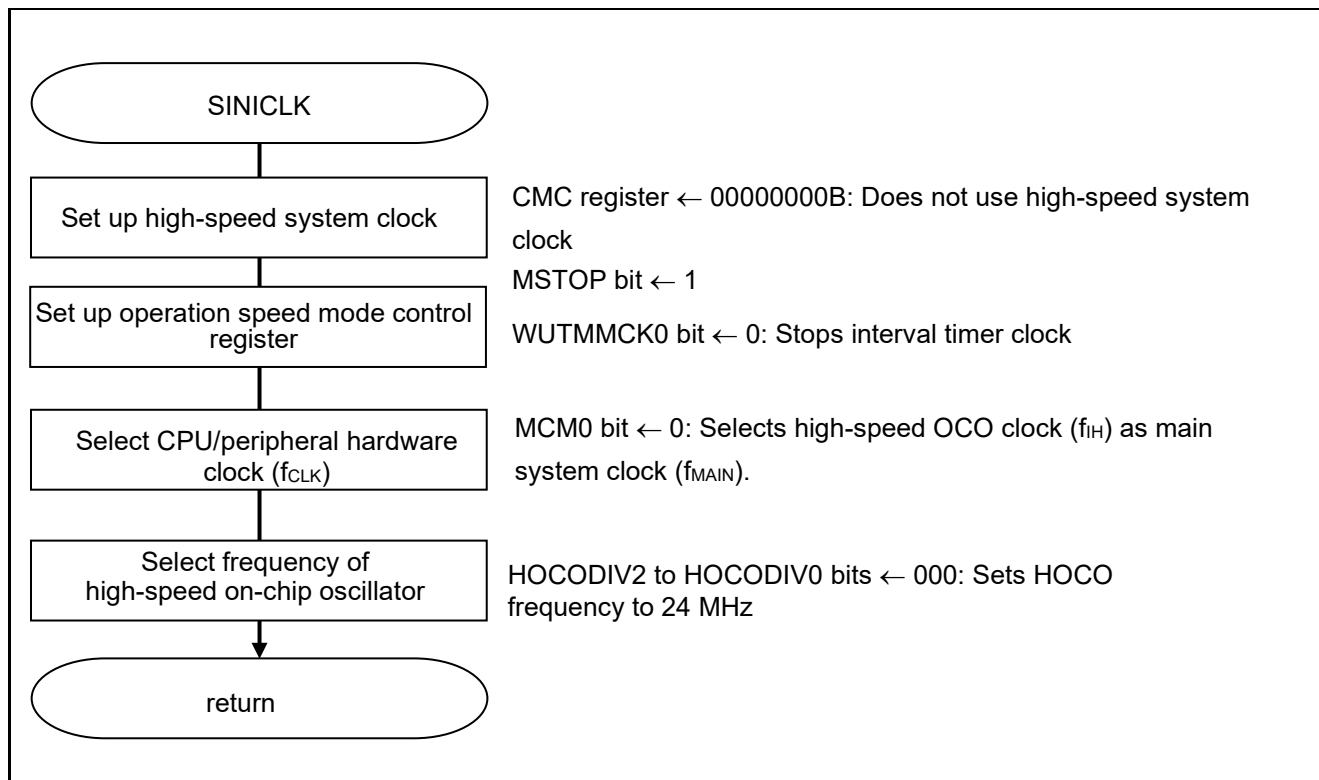 SINICLK
Set up high-speed system clock
CMC register ← 00000000B: Does not use high-speed system
clock
MSTOP bit ← 1
Set up operation speed mode control
register
WUTMMCK0 bit ← 0: Stops interval timer clock
Select CPU/peripheral hardware
clock (fCLK)
MCM0 bit ← 0: Selects high-speed OCO clock (fIH) as main
system clock (fMAIN).
Select frequency of
high-speed on-chip oscillator
HOCODIV2 to HOCODIV0 bits ← 000: Sets HOCO
frequency to 24 MHz
return